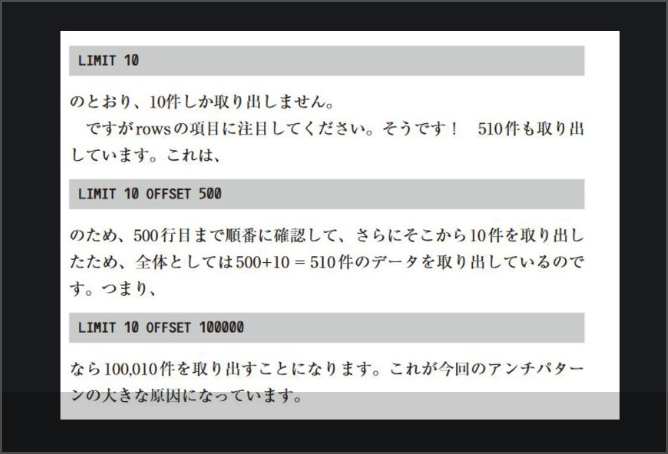 LIMIT 10
のとおり、10件しか取り出しません。
　ですがrowsの項目に注目してください。そうです！　510件も取り出
しています。これは、
LIMIT 10 OFFSET 500
のため、500行目まで順番に確認して、さらにそこから10件を取り出し
たため、全体としては500+10 = 510件のデータを取り出しているので
す。つまり、
LIMIT 10 OFFSET 100000
なら100,010件を取り出すことになります。これが今回のアンチパター
ンの大きな原因になっています。